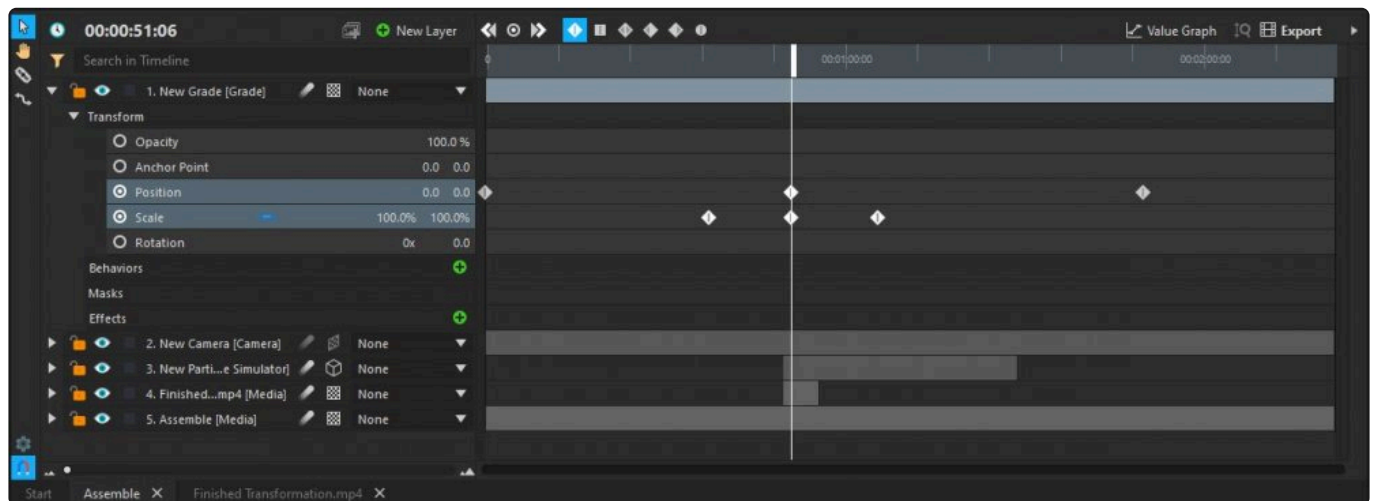 00:00:51:06 New Layer Value Graph Export
Search in Timeline 0 00:01:00:00 00:02:00:00
1. New Grade [Grade] None
Transform
Opacity 100.0 %
Anchor Point 0.0 0.0
Position 0.0 0.0
Scale 100.0% 100.0%
Rotation 0x 0.0
Behaviors
Masks
Effects
2. New Camera [Camera] None
3. New Parti...e Simulator] None
4. Finished...mp4 [Media] None
5. Assemble [Media] None
Start Assemble X Finished Transformation.mp4 X